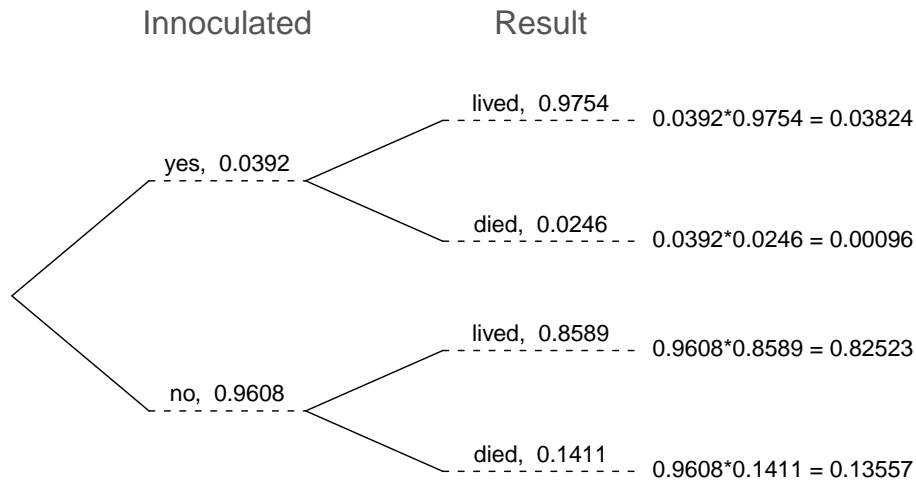 Innoculated
Result
lived, 0.9754
0.0392*0.9754 = 0.03824
yes, 0.0392
died, 0.0246
0.0392*0.0246 = 0.00096
lived, 0.8589
0.9608*0.8589 = 0.82523
no, 0.9608
died, 0.1411
0.9608*0.1411 = 0.13557